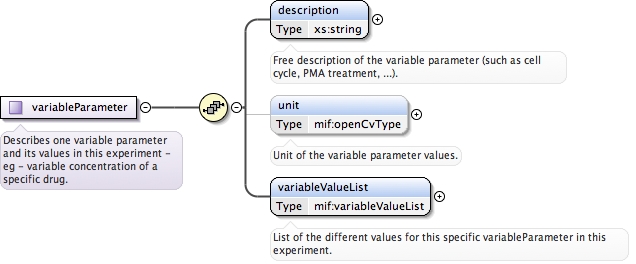 description
Type xs:string
Free description of the variable parameter (such as cell
cycle, PMA treatment, ...).
variableParameter
Describes one variable parameter
and its values in this experiment -
eg - variable concentration of a
specific drug.
unit
Type mif:openCvType
Unit of the variable parameter values.
variableValueList
Type mif:variableValueList
List of the different values for this specific variableParameter in this
experiment.